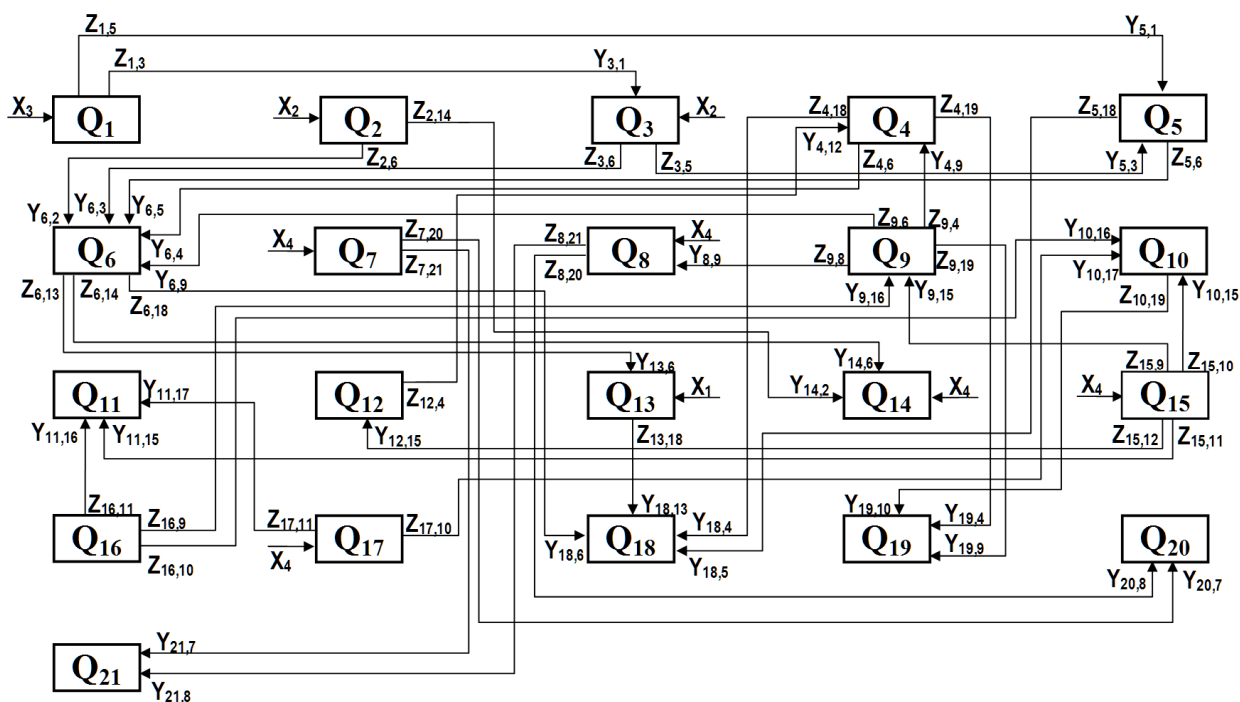 Z1,5 Y5,1
Z1,3 Y3,1
X3 Q1 X2 Q2 Z2,14 Q3 X2 Z4,18 Q4 Z4,19 Z5,18 Q5
Z2,6 Z3,6 Z3,5 Y4,12 Z4,6 Y4,9 Y5,3 Z5,6
Y6,2 Y6,3 Y6,5
Q6 Y6,4 X4 Q7 Z7,20 Z8,21 Q8 X4 Z9,6 Z9,4 Q9 Y10,16 Q10
Y6,9 Z7,21 Z8,20 Y8,9 Z9,8 Z9,19 Y10,17
Z6,13 Z6,14 Z6,18 Y9,16 Y9,15 Z10,19 Y10,15
Y13,6 Y14,6 Z15,9 Z15,10
Q11 Y11,17 Q12 Z12,4 Q13 X1 Y14,2 Q14 X4 X4 Q15
Y11,16 Y11,15 Y12,15 Z13,18 Z15,12 Z15,11
Z16,11 Y18,13 Y19,10
Q16 Z16,9 Z17,11 Q17 Z17,10 Q18 Y18,4 Q19 Y19,4 Q20
Z16,10 X4 Y18,6 Y18,5 Y19,9
Y20,8 Y20,7
Q21 Y21,7
Y21,8